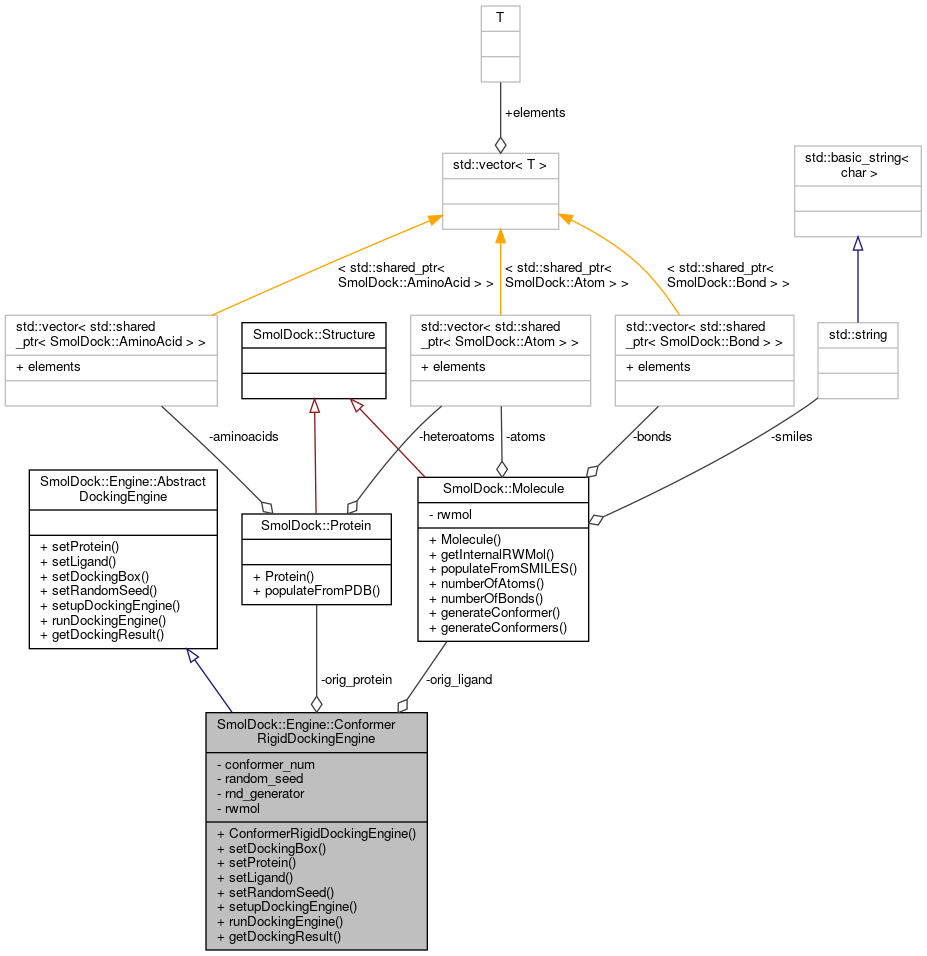 T
+elements
std::vector< T >
std::basic_string<
char >
< std::shared_ptr<
SmolDock::AminoAcid > >
< std::shared_ptr<
SmolDock::Atom > >
< std::shared_ptr<
SmolDock::Bond > >
std::vector< std::shared
_ptr< SmolDock::AminoAcid > >
+ elements
SmolDock::Structure
std::vector< std::shared
_ptr< SmolDock::Atom > >
+ elements
std::vector< std::shared
_ptr< SmolDock::Bond > >
+ elements
std::string
-aminoacids
-heteroatoms
-atoms
-bonds
-smiles
SmolDock::Engine::Abstract
DockingEngine
+ setProtein()
+ setLigand()
+ setDockingBox()
+ setRandomSeed()
+ setupDockingEngine()
+ runDockingEngine()
+ getDockingResult()
SmolDock::Protein
+ Protein()
+ populateFromPDB()
SmolDock::Molecule
- rwmol
+ Molecule()
+ getInternalRWMol()
+ populateFromSMILES()
+ numberOfAtoms()
+ numberOfBonds()
+ generateConformer()
+ generateConformers()
-orig_protein
-orig_ligand
SmolDock::Engine::Conformer
RigidDockingEngine
- conformer_num
- random_seed
- rnd_generator
- rwmol
+ ConformerRigidDockingEngine()
+ setDockingBox()
+ setProtein()
+ setLigand()
+ setRandomSeed()
+ setupDockingEngine()
+ runDockingEngine()
+ getDockingResult()